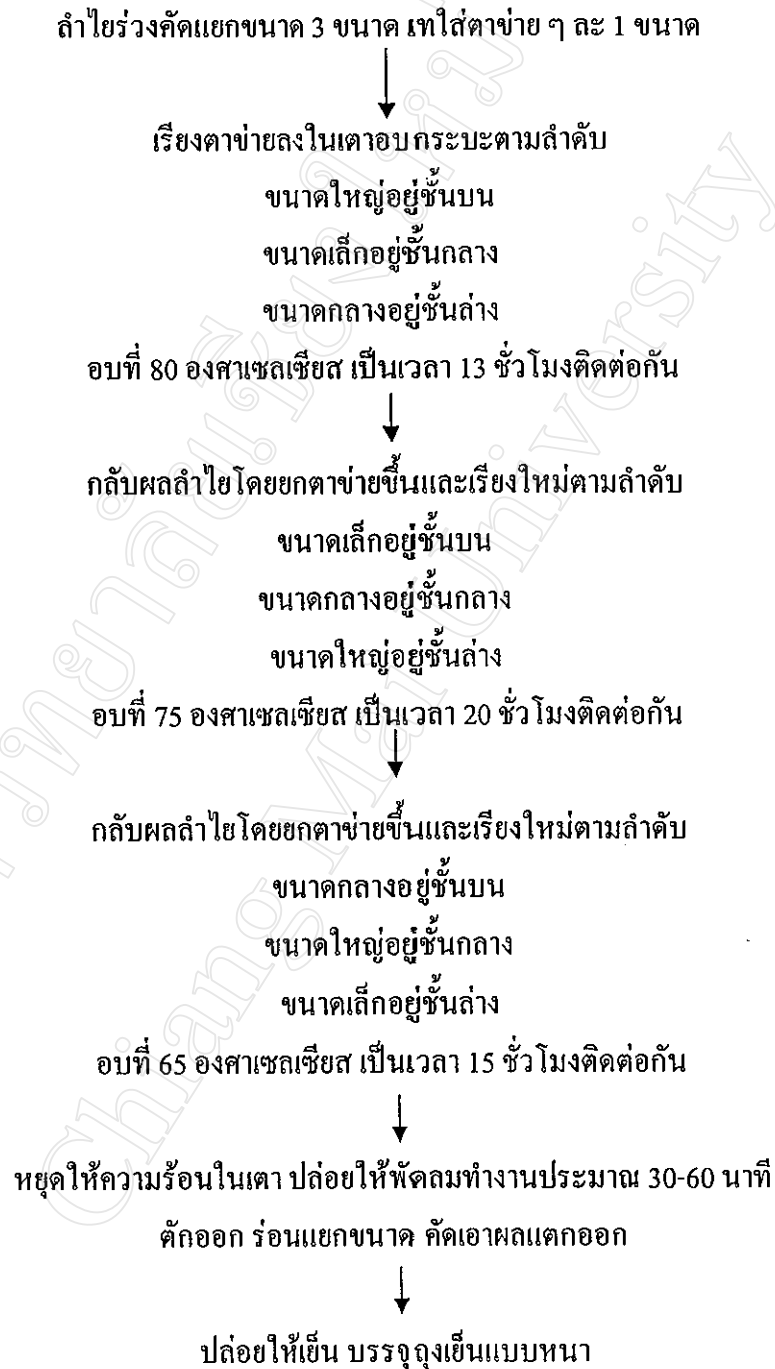 ลำไยร่วงคัดแยกขนาด 3 ขนาด เทใส่ตาข่าย ๆ ละ 1 ขนาด
เรียงตาข่ายลงในเตาอบกระบะตามลำดับ
ขนาดใหญ่อยู่ชั้นบน
ขนาดเล็กอยู่ชั้นกลาง
ขนาดกลางอยู่ชั้นล่าง
อบที่ 80 องศาเซลเซียส เป็นเวลา 13 ชั่วโมงติดต่อกัน
กลับผลลำไยโดยยกตาข่ายขึ้นและเรียงใหม่ตามลำดับ
ขนาดเล็กอยู่ชั้นบน
ขนาดกลางอยู่ชั้นกลาง
ขนาดใหญ่อยู่ชั้นล่าง
อบที่ 75 องศาเซลเซียส เป็นเวลา 20 ชั่วโมงติดต่อกัน
กลับผลลำไยโดยยกตาข่ายขึ้นและเรียงใหม่ตามลำดับ
ขนาดกลางอยู่ชั้นบน
ขนาดใหญ่อยู่ชั้นกลาง
ขนาดเล็กอยู่ชั้นล่าง
อบที่ 65 องศาเซลเซียส เป็นเวลา 15 ชั่วโมงติดต่อกัน
หยุดให้ความร้อนในเตา ปล่อยให้พัดลมทำงานประมาณ 30-60 นาที
ตักออก ร่อนแยกขนาด คัดเอาผลแตกออก
ปล่อยให้เย็น บรรจุถุงเย็นแบบหนา
Chiang Mai University